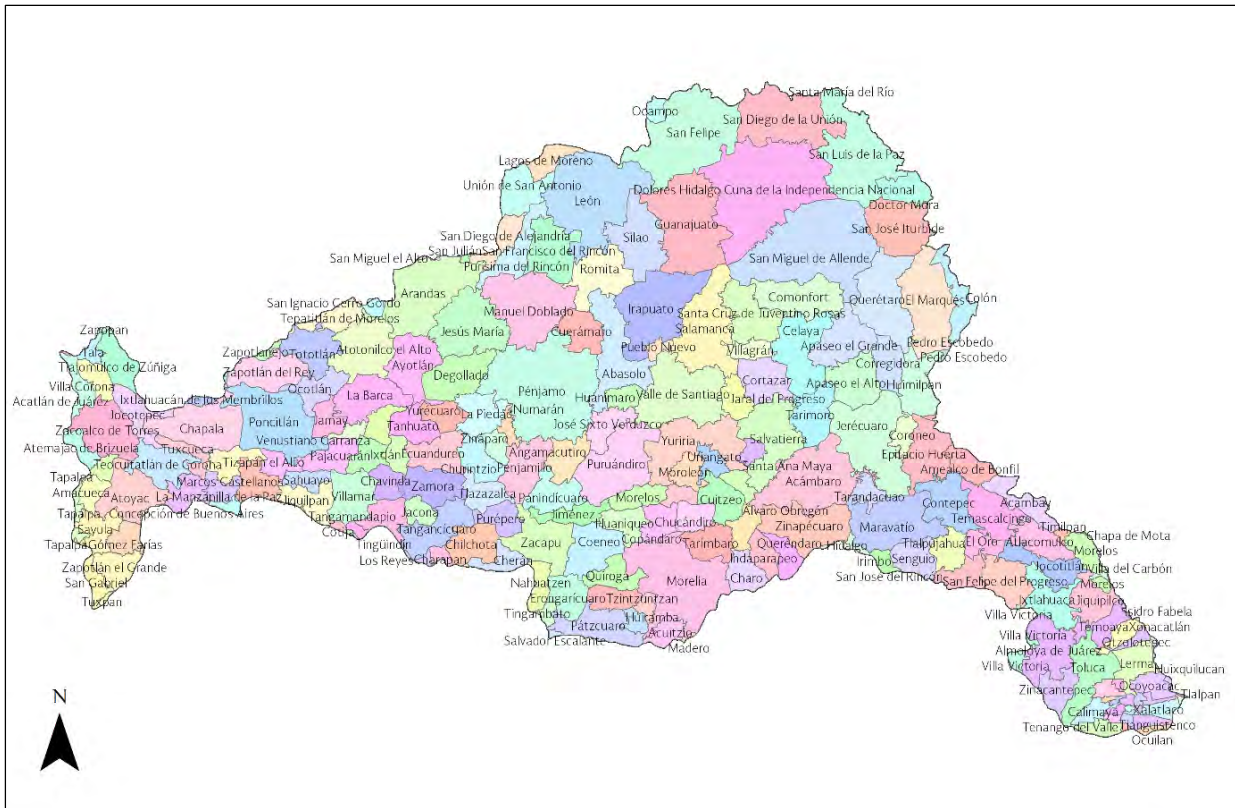 Santa María del Río
Ocampo
San Diego de la Unión
San Felipe
San Luis de la Paz
Lagos de Moreno
Unión de San Antonio
Dolores Hidalgo Cuna de la Independencia Nacional
León
Doctor Mora
Guanajuato
San José Iturbide
San Diego de Alejandría
Silao
San Julián
San Francisco del Rincón
San Miguel el Alto
San Miguel de Allende
Purísima del Rincón
Romita
Arandas
Comonfort
Querétaro
El Marqués
Colón
San Ignacio Cerro Gordo
Manuel Doblado
Irapuato
Santa Cruz de Juventino Rosas
Tepatitlán de Morelos
Jesús María
Cuerámaro
Salamanca
Celaya
Zapopan
Pueblo Nuevo
Villagrán
Apaseo el Grande
Pedro Escobedo
Pedro Escobedo
Tala
Zapotlanejo
Tototlán
Atotonilco el Alto
Corregidora
Tlajomulco de Zúñiga
Zapotlán del Rey
Ayotlán
Degollado
Abasolo
Cortazar
Villa Corona
Ocotlán
Pénjamo
Apaseo el Alto
Huimilpan
Acatlán de Juárez
Ixtlahuacán de los Membrillos
La Barca
Huanímaro
Valle de Santiago
Jaral del Progreso
Jocotepec
Yurécuaro
La Piedad
Numarán
Tarimoro
Chapala
Poncitlán
Jamay
Tanhuato
José Sixto Verduzco
Jerécuaro
Zacoalco de Torres
Venustiano Carranza
Zináparo
Yuriria
Salvatierra
Coroneo
Atemajac de Brizuela
Tuxcueca
Pajacuarán
Ixtlán
Ecuandureo
Angamacutiro
Uriangato
Epitacio Huerta
Teocuitatlán de Corona
Tizapán el Alto
Churintzio
Penjamillo
Puruándiro
Moroleón
Santa Ana Maya
Amealco de Bonfil
Tapalpa
Marcos Castellanos
Sahuayo
Chavinda
Zamora
Acámbaro
Amacueca
Atoyac
La Manzanilla de la Paz
Jiquilpan
Villamar
Tlazazalca
Panindícuaro
Morelos
Cuitzeo
Tarandacuao
Contepec
Acambay
Tapalpa
Concepción de Buenos Aires
Tangamandapio
Jacona
Purépero
Jiménez
Huaniqueo
Chucándiro
Álvaro Obregón
Temascalcingo
Sayula
Cotija
Tangancícuaro
Zinapécuaro
Maravatío
Timilpan
Tapalpa
Gómez Farías
Tingüindín
Chilchota
Zacapu
Coeneo
Copándaro
Tarímbaro
Queréndaro
Hidalgo
Tlalpujahua
El Oro
Atlacomulco
Chapa de Mota
Zapotlán el Grande
Los Reyes
Charapan
Cherán
Indaparapeo
Irimbo
Senguio
Morelos
San Gabriel
Nahuatzen
Quiroga
Morelia
Charo
San José del Rincón
San Felipe del Progreso
Jocotitlán
Villa del Carbón
Morelos
Tuxpan
Erongarícuaro
Tzintzuntzan
Ixtlahuaca
Jiquipilco
Tingambato
Huiramba
Villa Victoria
Isidro Fabela
Pátzcuaro
Acuitzio
Villa Victoria
Temoaya
Xonacatlán
Salvador Escalante
Madero
Almoloya de Juárez
Otzolotepec
Villa Victoria
Toluca
Lerma
Huixquilucan
Zinacantepec
Ocoyoacac
Tlalpan
Calimaya
Xalatlaco
Tenango del Valle
Tianguistenco
Ocuilan
N